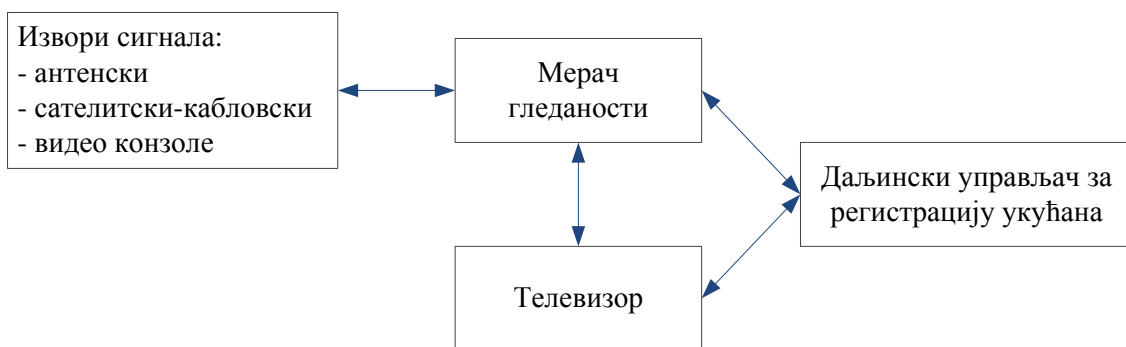 Извори сигнала:
- антенски
- сателитски-кабловски
- видео конзоле
Мерач
гледаности
Даљински управљач за
регистрацију укућана
Телевизор